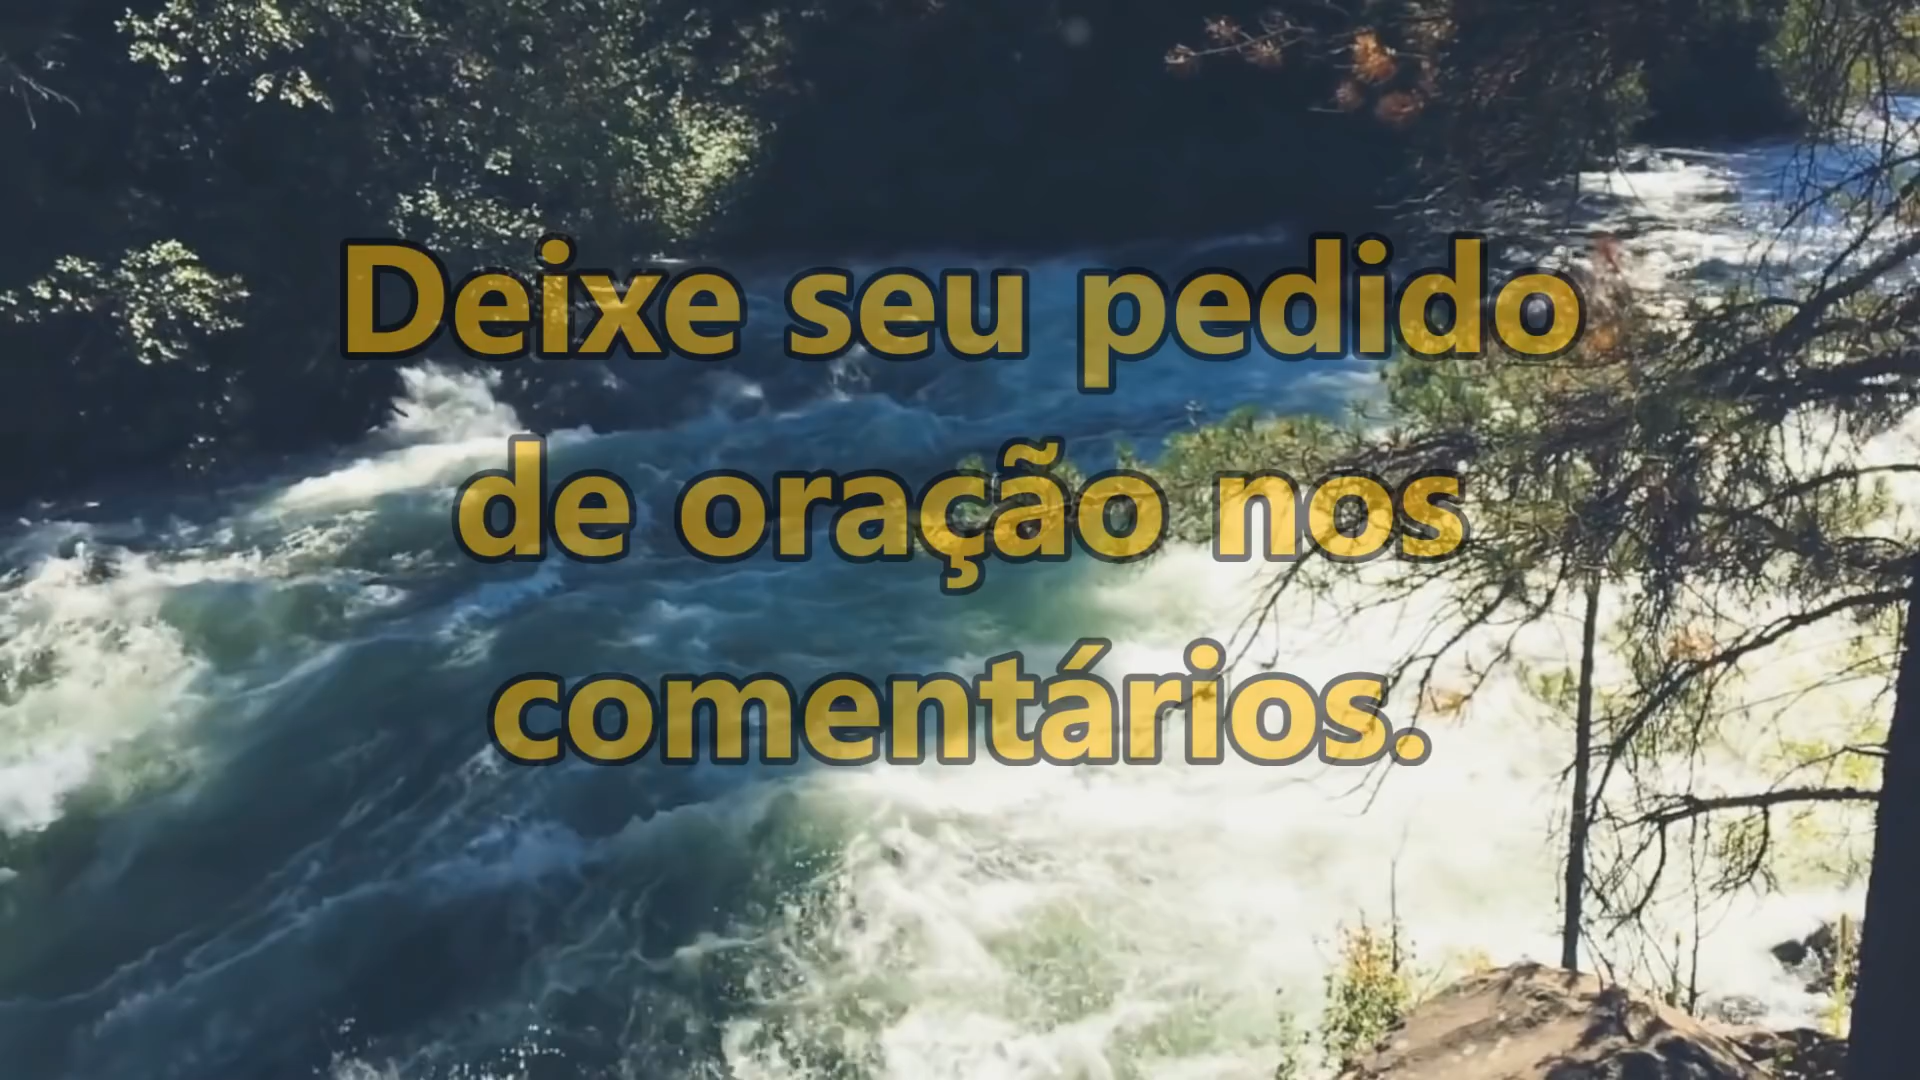 Deixe seu pedido
de oração nos
comentários.